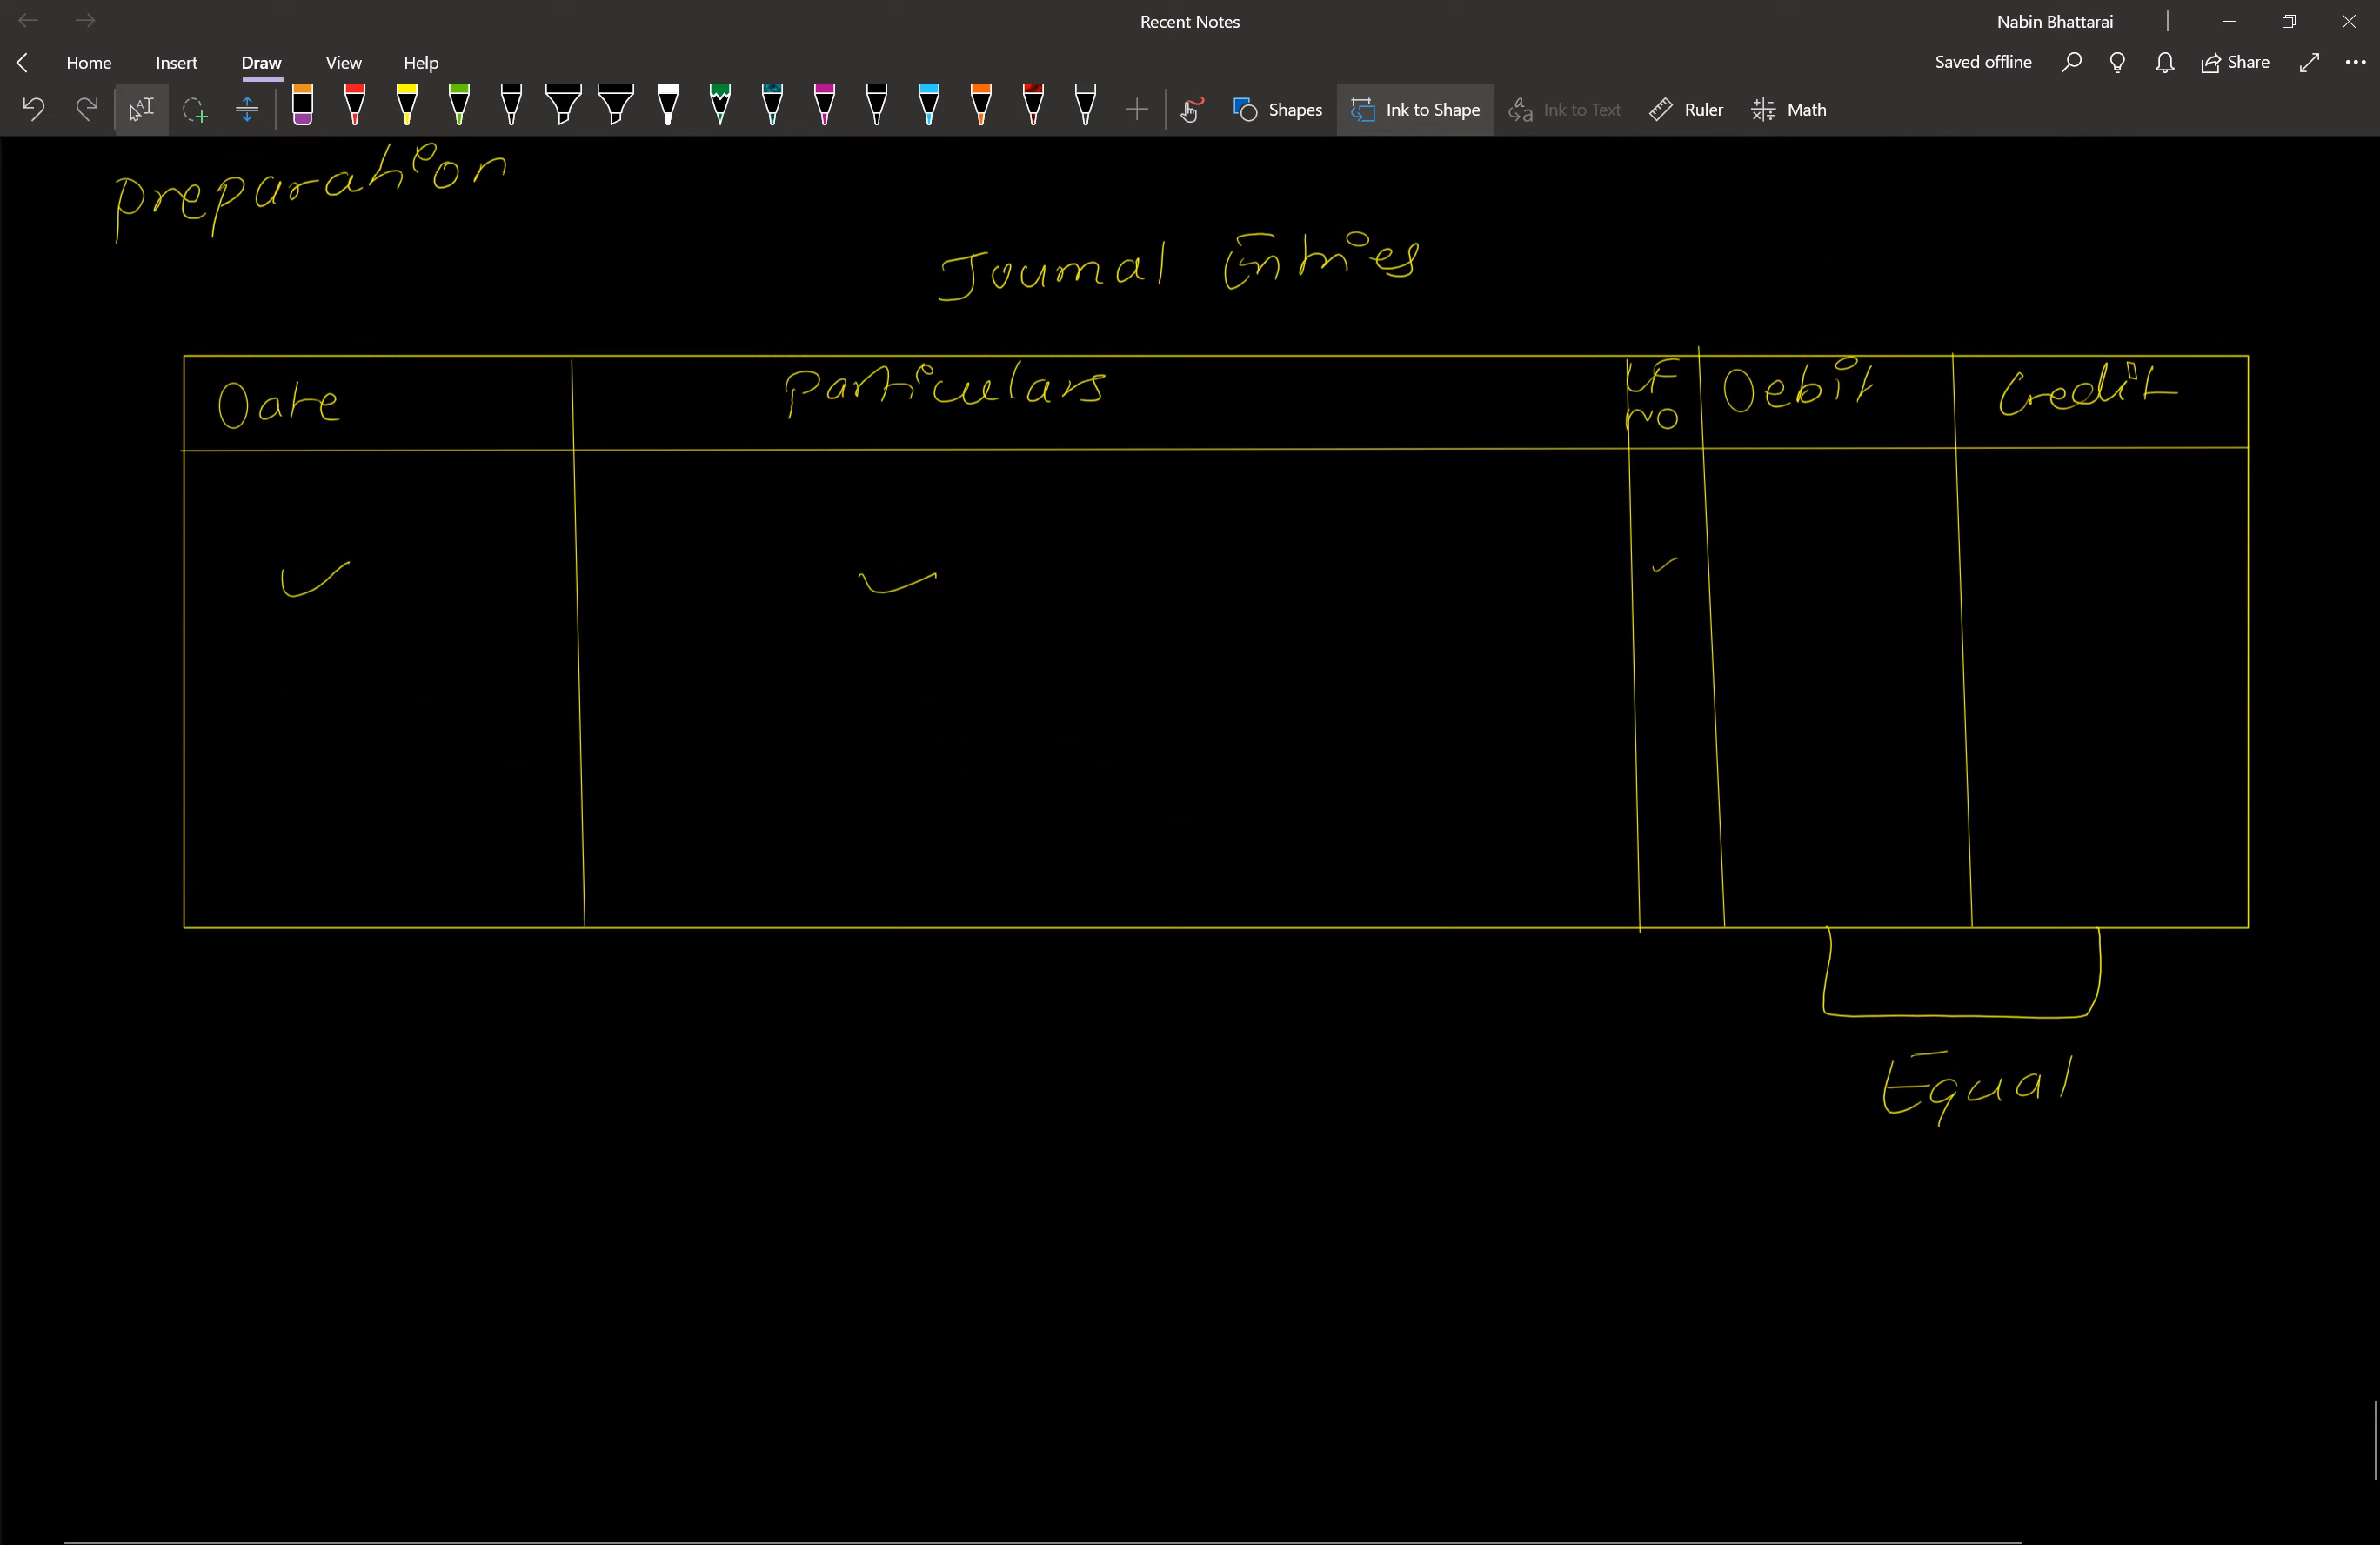 Recent Notes
Nabin Bhattarai
Home Insert Draw View Help
Saved offline
Share
Shapes
Ink to Shape
Ink to Text
Ruler
Math
Preparation
Journal Entries
Date Particulars LF Debit Credit
No
Equal